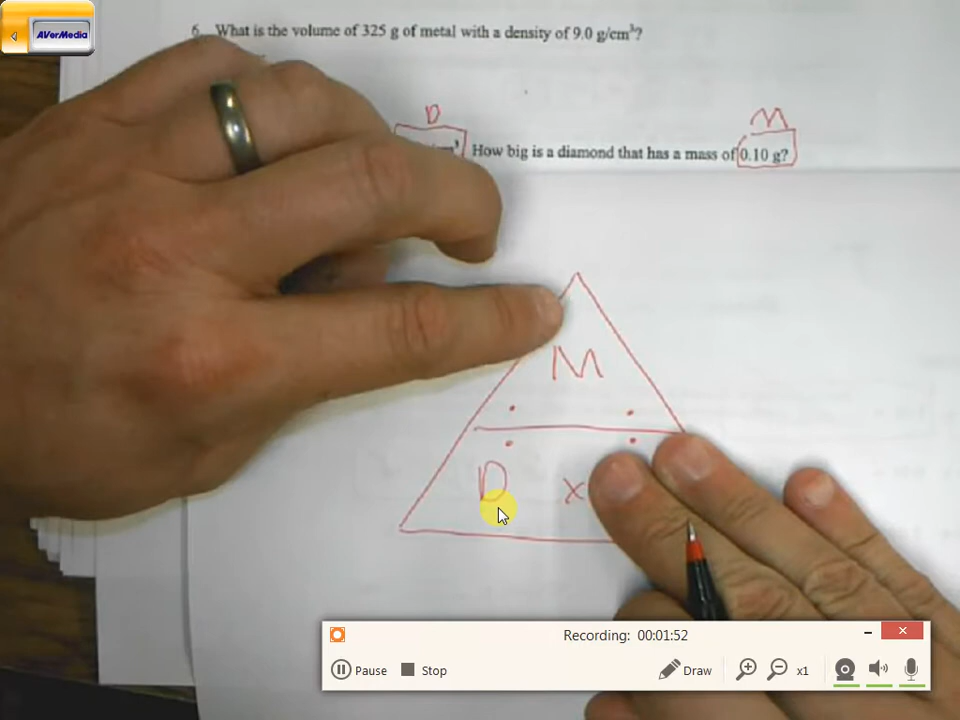 AVerMedia
6. What is the volume of 325 g of metal with a density of 9.0 g/cm³?
D
M
How big is a diamond that has a mass of 0.10 g?
M
D x
Recording: 00:01:52
Pause Stop Draw x1